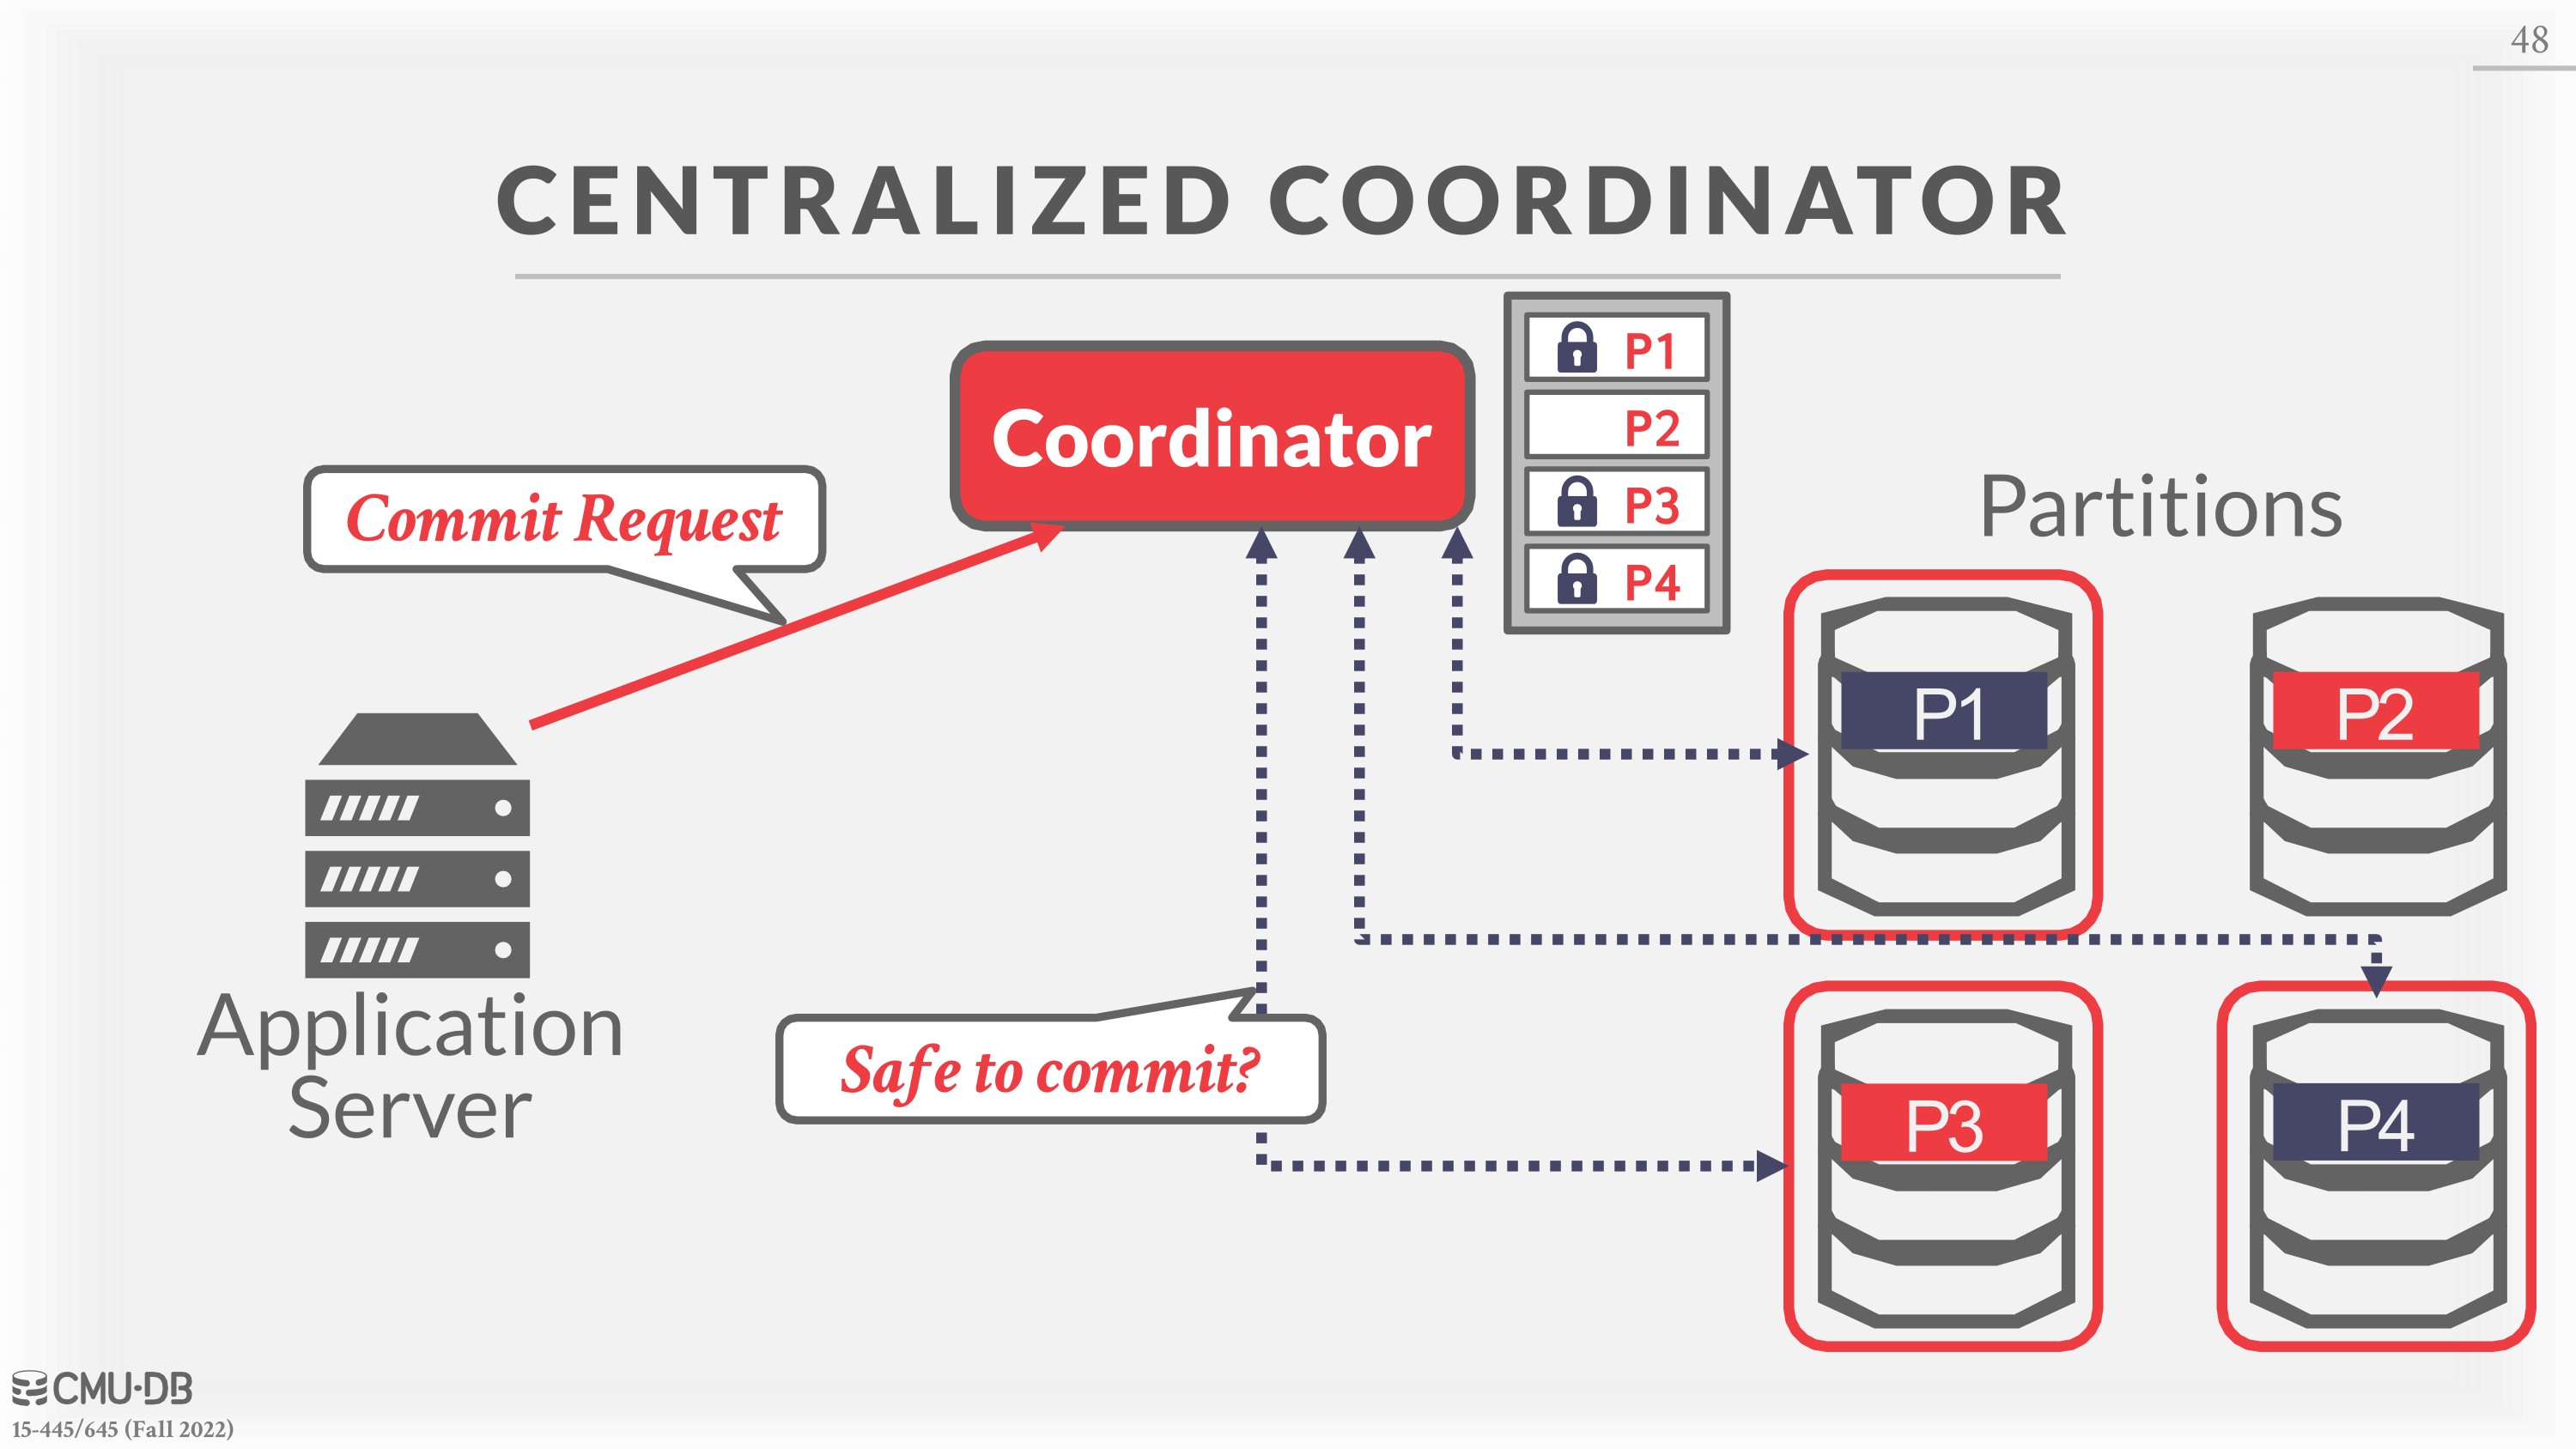 48
CENTRALIZED COORDINATOR
Coordinator
P1
P2
P3
P4
Commit Request
Partitions
P1
P2
Application
Server
Safe to commit?
P3
P4
CMU·DB
15-445/645 (Fall 2022)